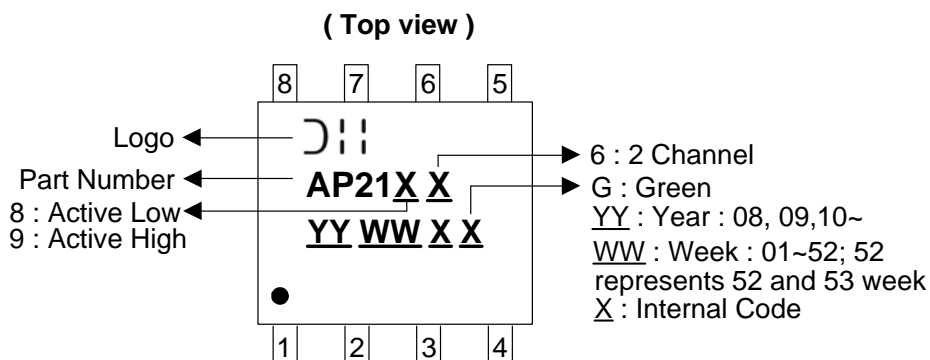 ( Top view )
8 7 6 5
Logo
Part Number
8 : Active Low
9 : Active High
AP21X X
YY WW X X
6 : 2 Channel
G : Green
YY : Year : 08, 09,10~
WW : Week : 01~52; 52
represents 52 and 53 week
X : Internal Code
1 2 3 4